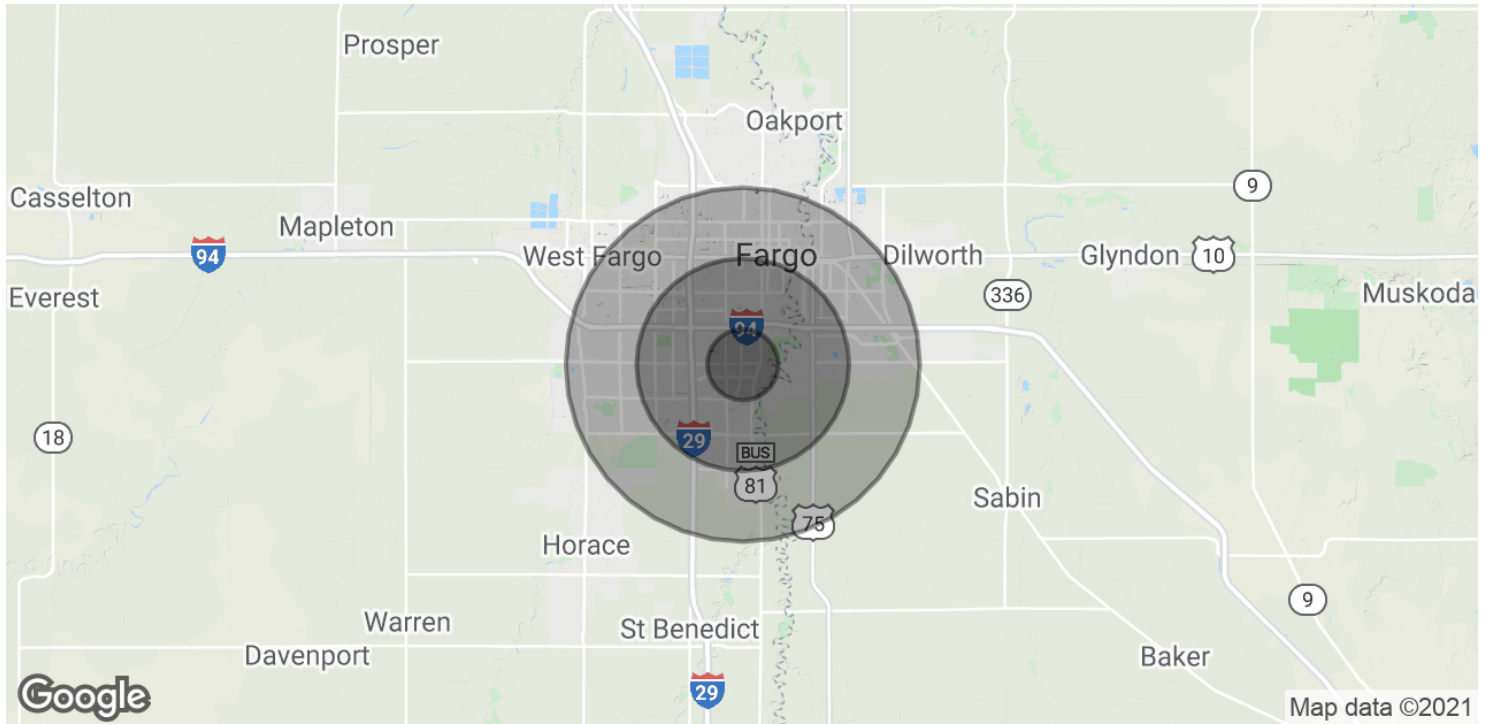 Prosper
Oakport
9
Casselton
Mapleton
94
West Fargo
Fargo
Dilworth
Glyndon
10
Everest
336
Muskoda
94
18
29
BUS
81
Sabin
75
Horace
9
Warren
St Benedict
Davenport
Baker
29
Google
Map data ©2021